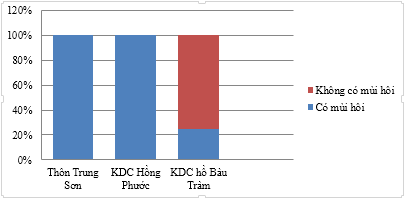 120%
100%
80%
60%
40%
20%
0%
Thôn Trung
Sơn
KDC Hồng
Phước
KDC hồ Bàu
Tràm
Không có mùi hôi
Có mùi hôi